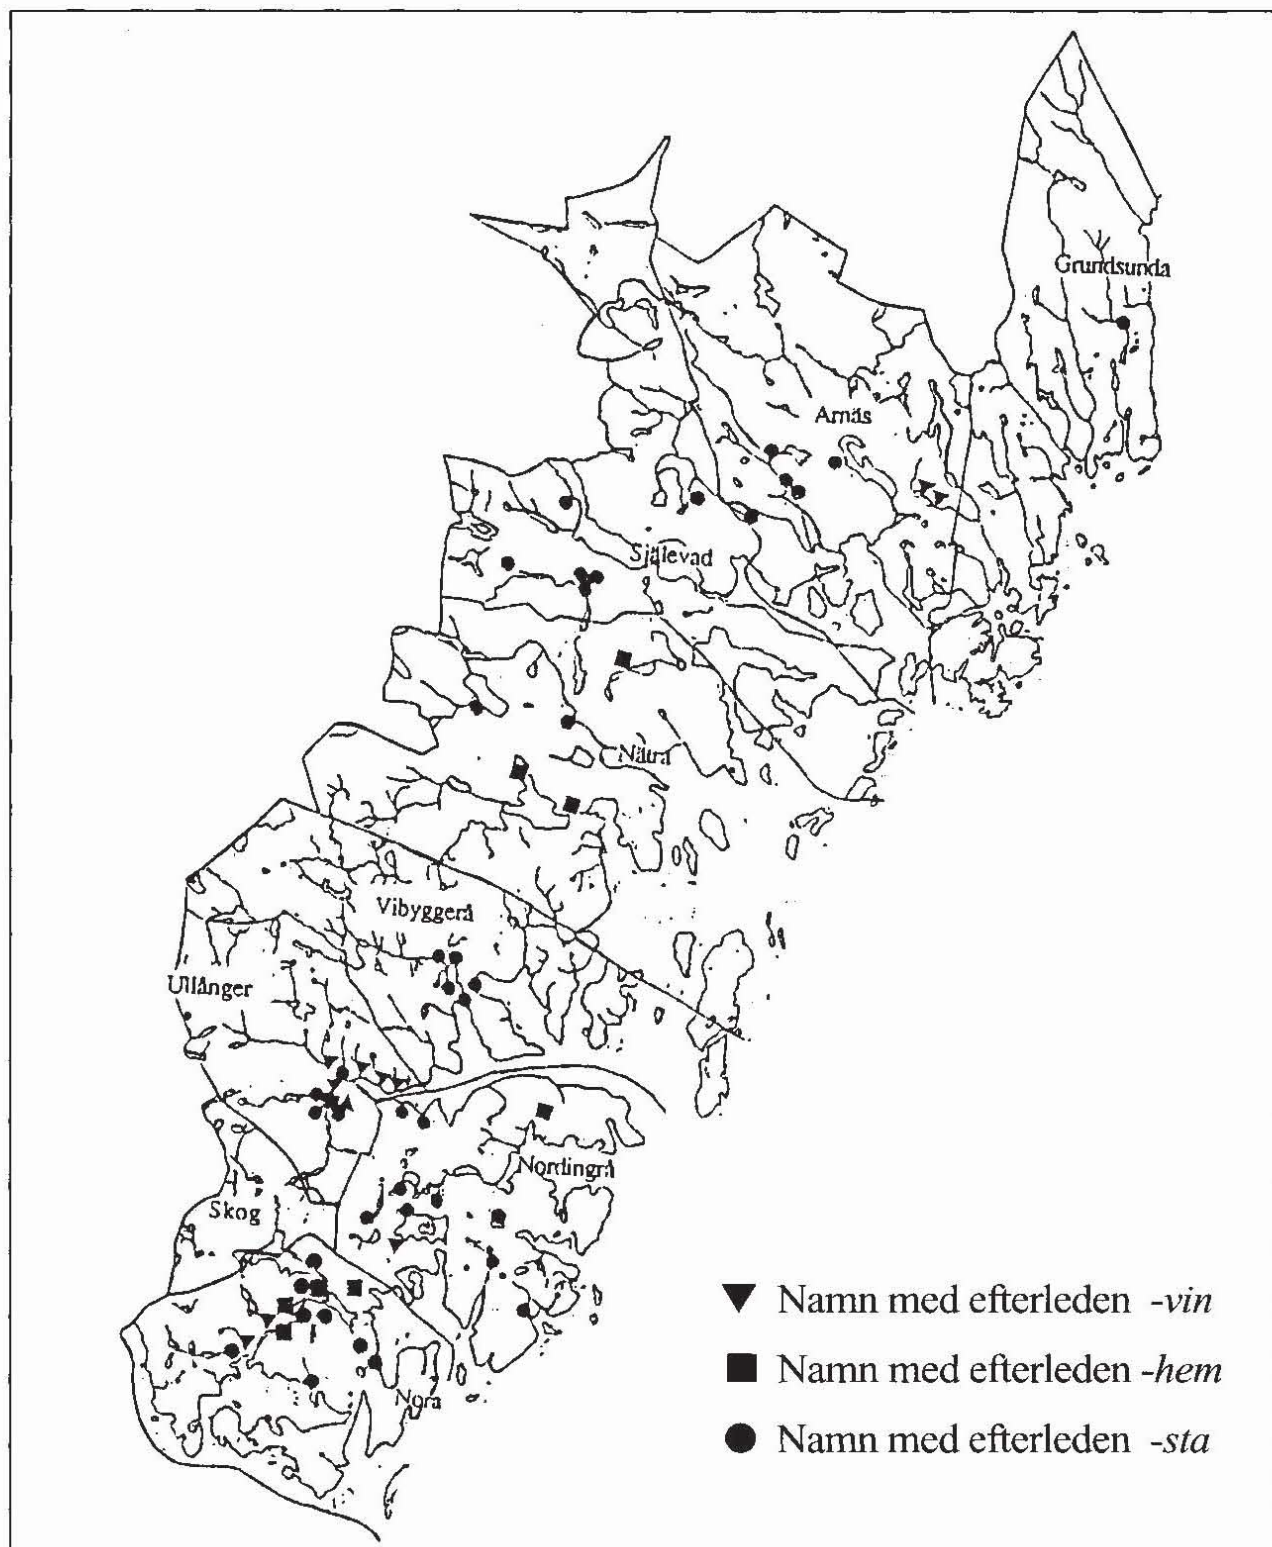 Grundsunda
Arnäs
Själevad
Nätra
Vibyggerå
Ullånger
Nordingrå
Skog
Nora
Namn med efterleden -vin
Namn med efterleden -hem
Namn med efterleden -sta